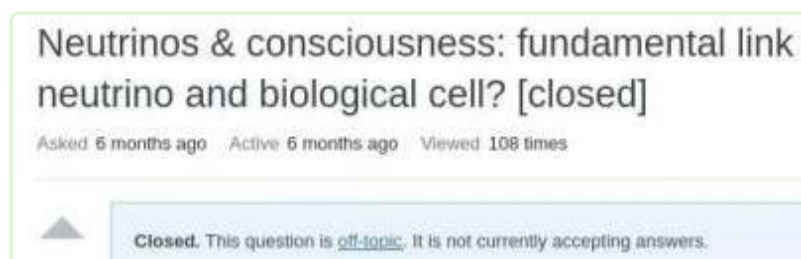 Neutrinos & consciousness: fundamental link
neutrino and biological cell? [closed]
Asked 6 months ago Active 6 months ago Viewed 108 times
Closed. This question is off-topic. It is not currently accepting answers.